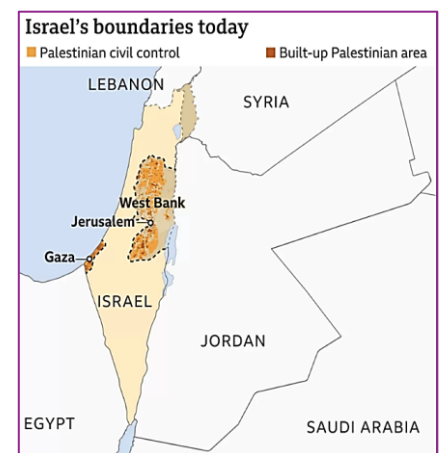 Israel's boundaries today
Palestinian civil control
Built-up Palestinian area
LEBANON
SYRIA
West Bank
Jerusalem
Gaza
ISRAEL
JORDAN
EGYPT
SAUDI ARABIA